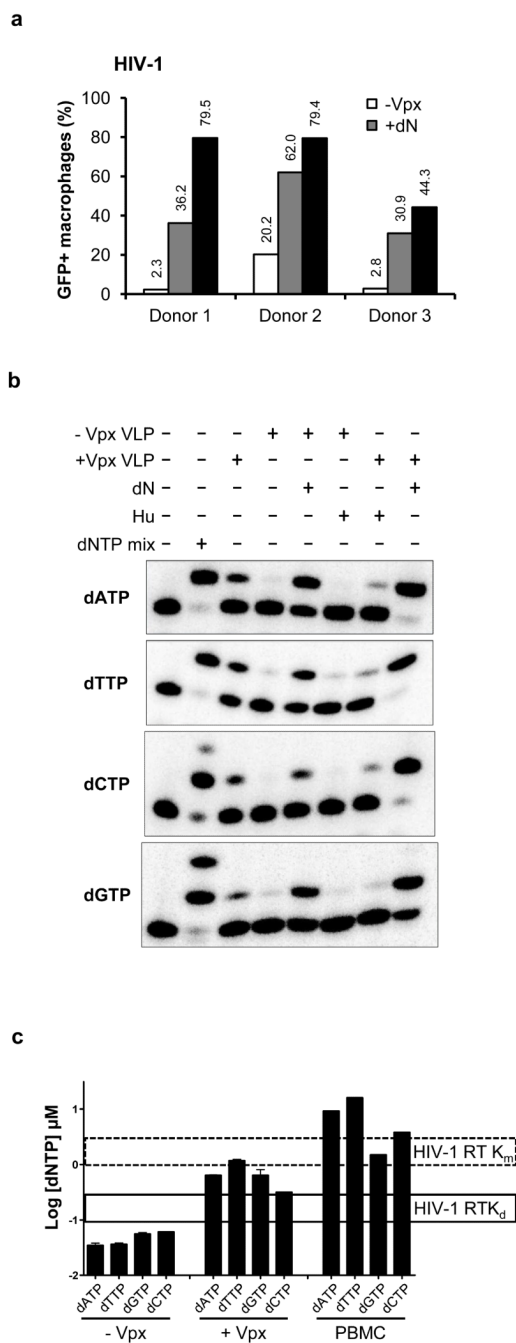 a
HIV-1
GFP+ macrophages (%)
100
80
60
40
20
0
2.3
36.2
79.5
20.2
62.0
79.4
2.8
30.9
44.3
-Vpx
+dN
Donor 1 Donor 2 Donor 3
b
- Vpx VLP – – – + + + – –
+Vpx VLP – – + – – – + +
dN – – – – + – – +
Hu – – – – – + + –
dNTP mix – + – – – – – –
dATP
dTTP
dCTP
dGTP
c
Log [dNTP] µM
1
0
-1
-2
HIV-1 RT Km
HIV-1 RTKd
dATP dTTP dGTP dCTP dATP dTTP dGTP dCTP dATP dTTP dGTP dCTP
- Vpx + Vpx PBMC